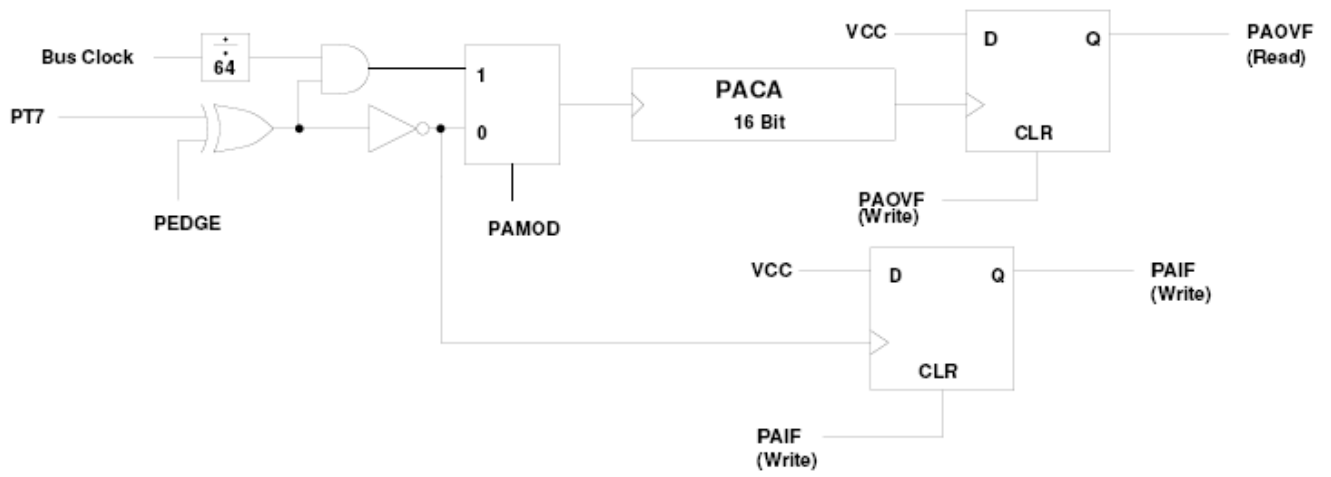 Bus Clock
÷
64
PT7
PEDGE
1
0
PAMOD
PACA
16 Bit
VCC
D
Q
CLR
PAOVF
(Read)
PAOVF
(Write)
VCC
D
Q
CLR
PAIF
(Write)
PAIF
(Write)